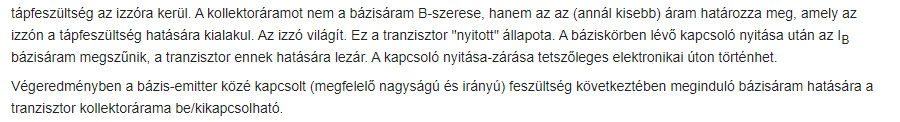 tápfeszültség az izzóra kerül. A kollektoráramot nem a bázisáram B-szerese, hanem az az (annál kisebb) áram határozza meg, amely az
izzón a tápfeszültség hatására kialakul. Az izzó világít. Ez a tranzisztor "nyitott" állapota. A báziskörben lévő kapcsoló nyitása után az I_B
bázisáram megszűnik, a tranzisztor ennek hatására lezár. A kapcsoló nyitása-zárása tetszőleges elektronikai úton történhet.
Végeredményben a bázis-emitter közé kapcsolt (megfelelő nagyságú és irányú) feszültség következtében meginduló bázisáram hatására a
tranzisztor kollektorárama be/kikapcsolható.